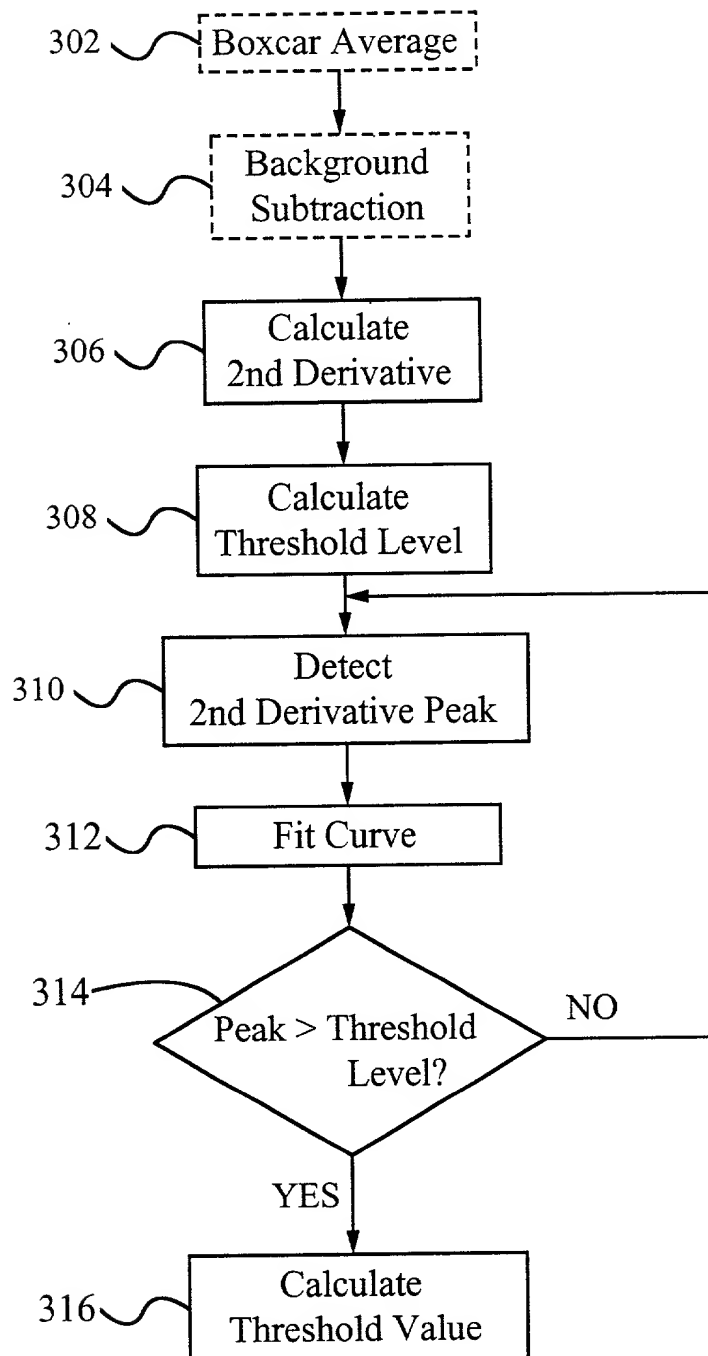 302
Boxcar Average
304
Background
Subtraction
306
Calculate
2nd Derivative
308
Calculate
Threshold Level
310
Detect
2nd Derivative Peak
312
Fit Curve
314
Peak > Threshold
Level?
NO
YES
316
Calculate
Threshold Value